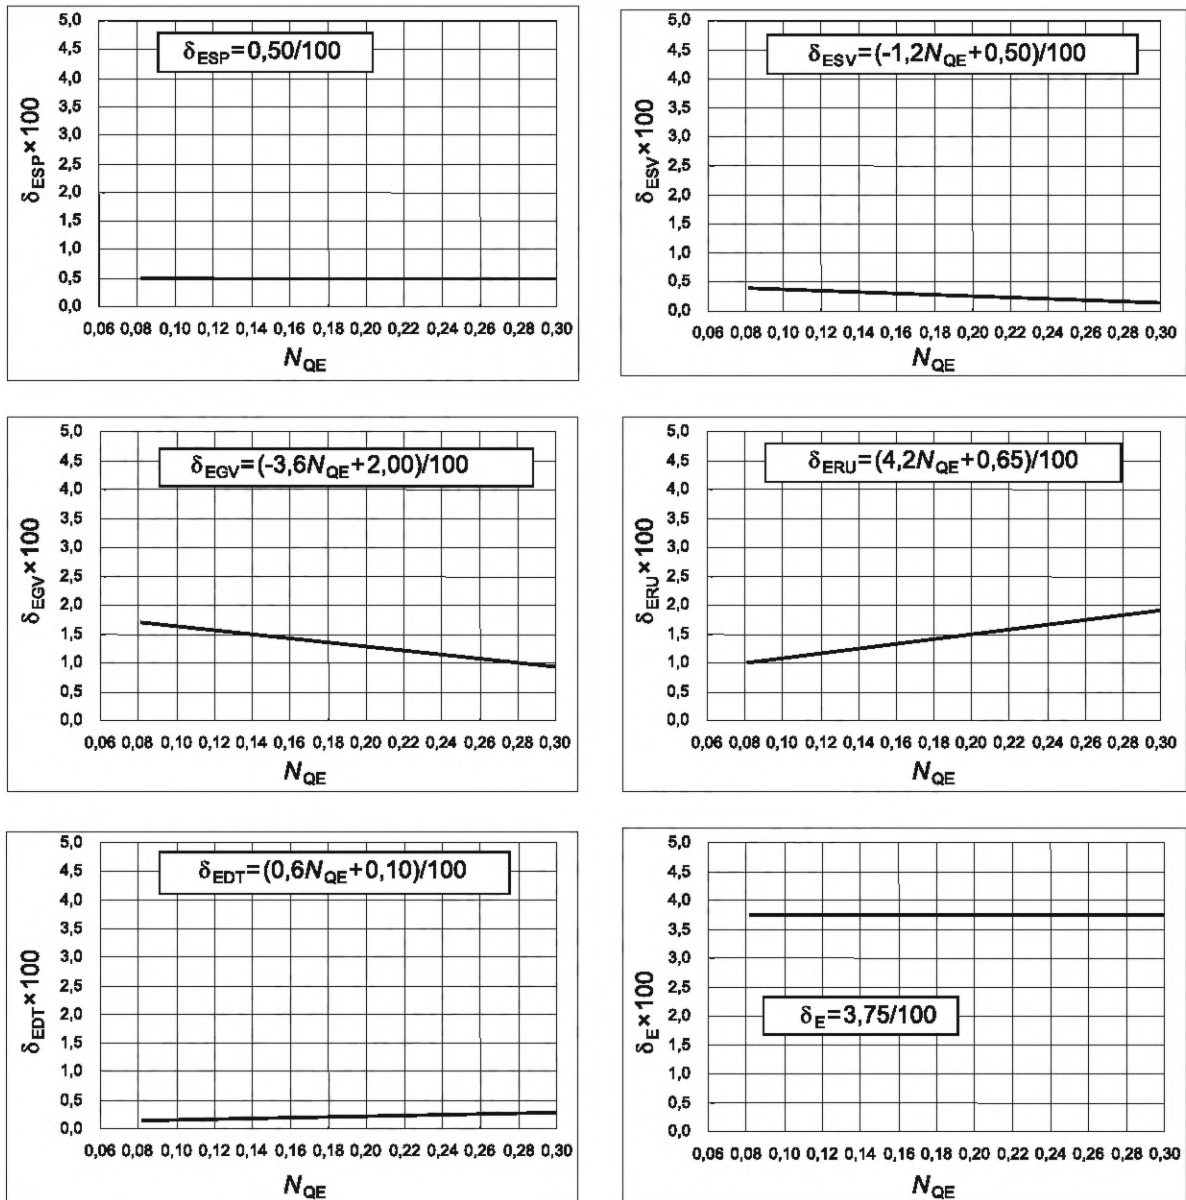 5,0
4,5
4,0
3,5
3,0
2,5
2,0
1,5
1,0
0,5
0,0
δESP×100
δESP=0,50/100
0,06 0,08 0,10 0,12 0,14 0,16 0,18 0,20 0,22 0,24 0,26 0,28 0,30
NQE
5,0
4,5
4,0
3,5
3,0
2,5
2,0
1,5
1,0
0,5
0,0
δESV×100
δESV=(-1,2NQE+0,50)/100
0,06 0,08 0,10 0,12 0,14 0,16 0,18 0,20 0,22 0,24 0,26 0,28 0,30
NQE
5,0
4,5
4,0
3,5
3,0
2,5
2,0
1,5
1,0
0,5
0,0
δEGV×100
δEGV=(-3,6NQE+2,00)/100
0,06 0,08 0,10 0,12 0,14 0,16 0,18 0,20 0,22 0,24 0,26 0,28 0,30
NQE
5,0
4,5
4,0
3,5
3,0
2,5
2,0
1,5
1,0
0,5
0,0
δERU×100
δERU=(4,2NQE+0,65)/100
0,06 0,08 0,10 0,12 0,14 0,16 0,18 0,20 0,22 0,24 0,26 0,28 0,30
NQE
5,0
4,5
4,0
3,5
3,0
2,5
2,0
1,5
1,0
0,5
0,0
δEDT×100
δEDT=(0,6NQE+0,10)/100
0,06 0,08 0,10 0,12 0,14 0,16 0,18 0,20 0,22 0,24 0,26 0,28 0,30
NQE
5,0
4,5
4,0
3,5
3,0
2,5
2,0
1,5
1,0
0,5
0,0
δE×100
δE=3,75/100
0,06 0,08 0,10 0,12 0,14 0,16 0,18 0,20 0,22 0,24 0,26 0,28 0,30
NQE